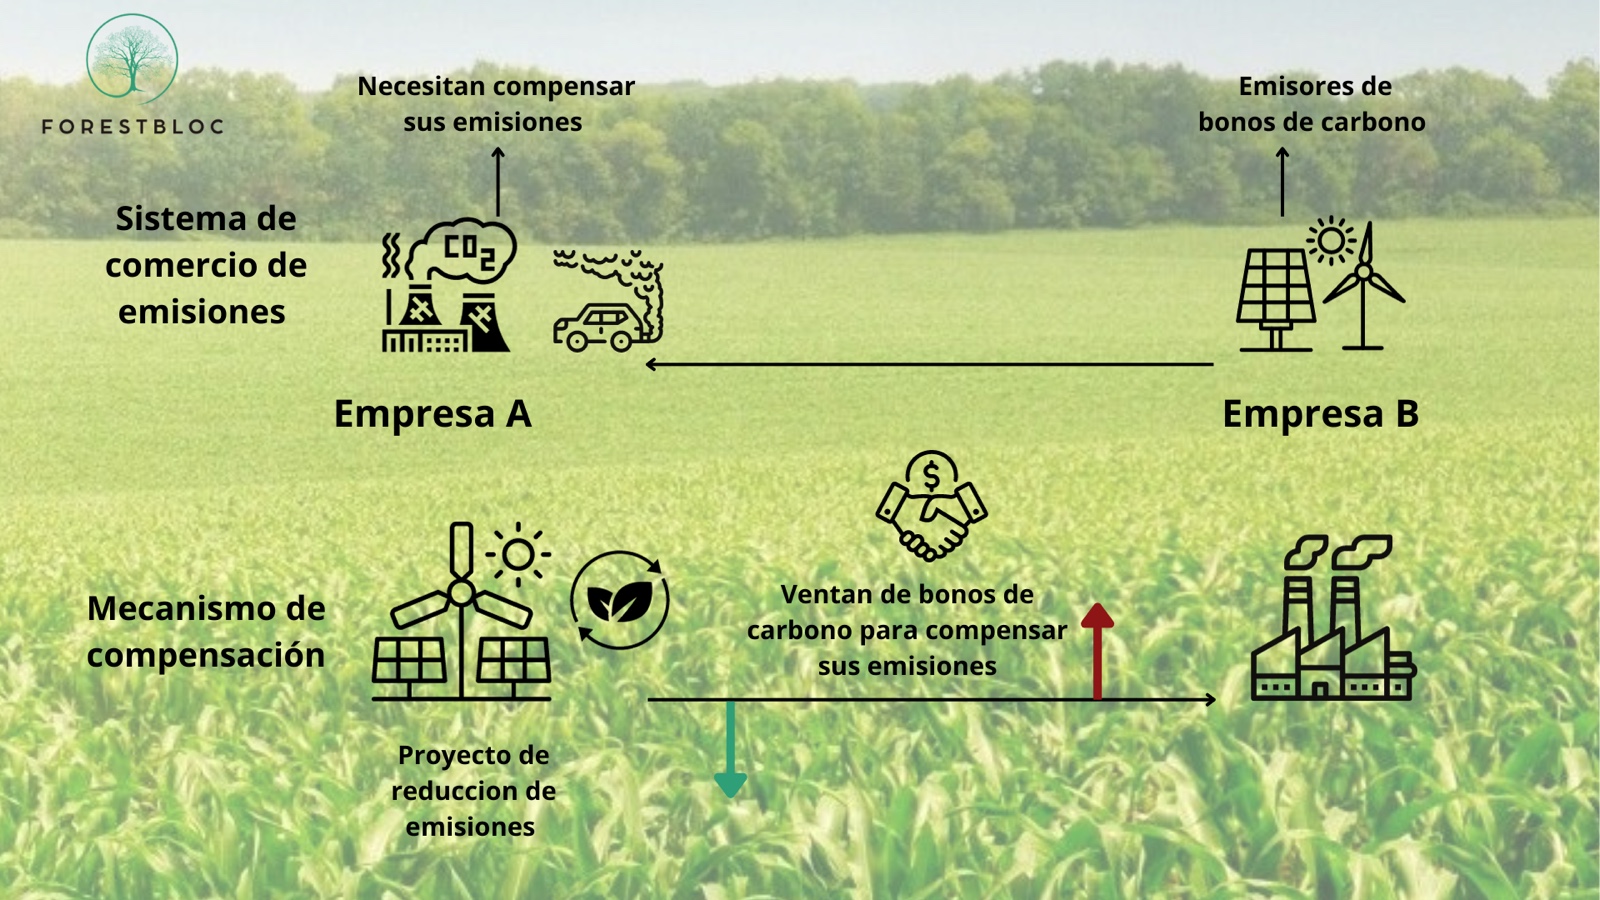 FORESTBLOC
Necesitan compensar
sus emisiones
Emisores de
bonos de carbono
Sistema de
comercio de
emisiones
CO2
Empresa A
Empresa B
$
Mecanismo de
compensación
Ventan de bonos de
carbono para compensar
sus emisiones
Proyecto de
reduccion de
emisiones